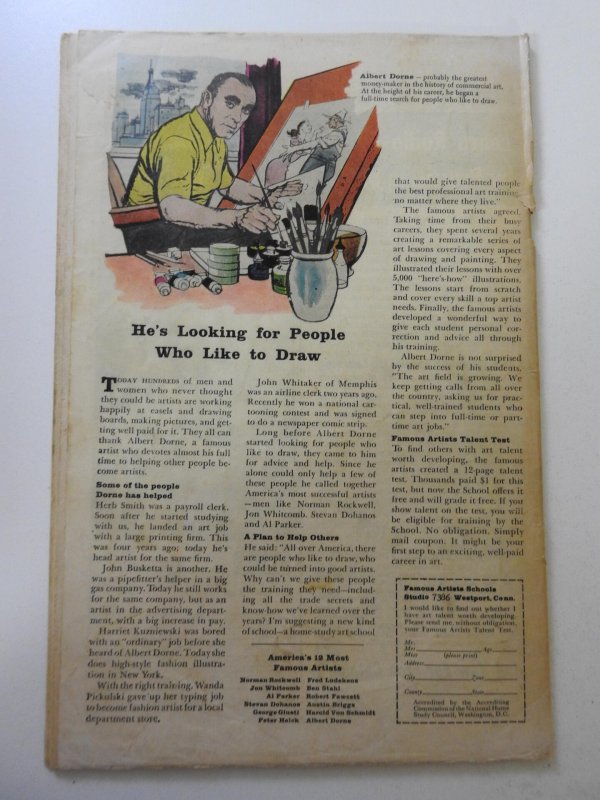 Albert Dorne — probably the greatest
money-maker in the history of commercial art.
At the height of his career, he began a
full-time search for people who like to draw.
He's Looking for People
Who Like to Draw
TODAY HUNDREDS of men and
women who never thought
they could be artists are working
happily at easels and drawing
boards, making pictures, and get-
ting well paid for it. They all can
thank Albert Dorne, a famous
artist who devotes almost his full
time to helping other people be-
come artists.
Some of the people
Dorne has helped
Herb Smith was a payroll clerk.
Soon after he started studying
with us, he landed an art job
with a large printing firm. This
was four years ago; today he's
head artist for the same firm.
John Busketta is another. He
was a pipefitter's helper in a big
gas company. Today he still works
for the same company, but as an
artist in the advertising depart-
ment, with a big increase in pay.
Harriet Kuzniewski was bored
with an "ordinary" job before she
heard of Albert Dorne. Today she
does high-style fashion illustra-
tion in New York.
With the right training, Wanda
Pickulski gave up her typing job
to become fashion artist for a local
department store.
John Whitaker of Memphis
was an airline clerk two years ago.
Recently he won a national car-
tooning contest and was signed
to do a newspaper comic strip.
Long before Albert Dorne
started looking for people who
like to draw, they came to him
for advice and help. Since he
alone could help only a few of
these people he called together
America's most successful artists
—men like Norman Rockwell,
Jon Whitcomb, Stevan Dohanos
and Al Parker.
A Plan to Help Others
He said: "All over America, there
are people who like to draw, who
could be turned into good artists.
Why can't we give these people
the training they need—includ-
ing all the trade secrets and
know-how we've learned over the
years? I'm suggesting a new kind
of school—a home-study art school
that would give talented people
the best professional art training
no matter where they live."
The famous artists agreed.
Taking time from their busy
careers, they spent several years
creating a remarkable series of
art lessons covering every aspect
of drawing and painting. They
illustrated their lessons with over
5,000 "here's-how" illustrations.
The lessons start from scratch
and cover every skill a top artist
needs. Finally, the famous artists
developed a wonderful way to
give each student personal cor-
rection and advice all through
his training.
Albert Dorne is not surprised
by the success of his students.
"The art field is growing. We
keep getting calls from all over
the country, asking us for prac-
tical, well-trained students who
can step into full-time or part-
time art jobs."
Famous Artists Talent Test
To find others with art talent
worth developing, the famous
artists created a 12-page talent
test. Thousands paid $1 for this
test, but now the School offers it
free and will grade it free. If you
show talent on the test, you will
be eligible for training by the
School. No obligation. Simply
mail coupon. It might be your
first step to an exciting, well-paid
career in art.
America's 12 Most
Famous Artists
Norman Rockwell Fred Ludekens
Jon Whitcomb Ben Stahl
Al Parker Robert Fawcett
Stevan Dohanos Austin Briggs
George Giusti Harold Von Schmidt
Peter Helck Albert Dorne
Famous Artists Schools
Studio 7386 Westport, Conn.
I would like to find out whether I
have art talent worth developing.
Please send me, without obligation,
your Famous Artists Talent Test.
Mr.
Mrs. Age
Miss (please print)
Address
City Zone
County State
Accredited by the Accrediting
Commission of the National Home
Study Council, Washington, D.C.